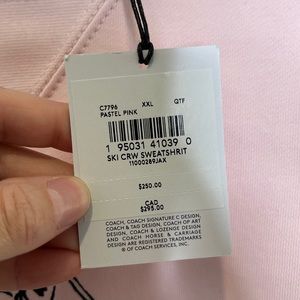 C7796 XXL QTF
PASTEL PINK
1 95031 41039 0
SKI CRW SWEATSHRIT
11000289JAX
$250.00
CAD
$295.00
COACH, COACH SIGNATURE C DESIGN,
COACH & TAG DESIGN, COACH OP ART
DESIGN, COACH & LOZENGE DESIGN
AND COACH HORSE & CARRIAGE
DESIGN ARE REGISTERED TRADEMARKS
® OF COACH SERVICES, INC.